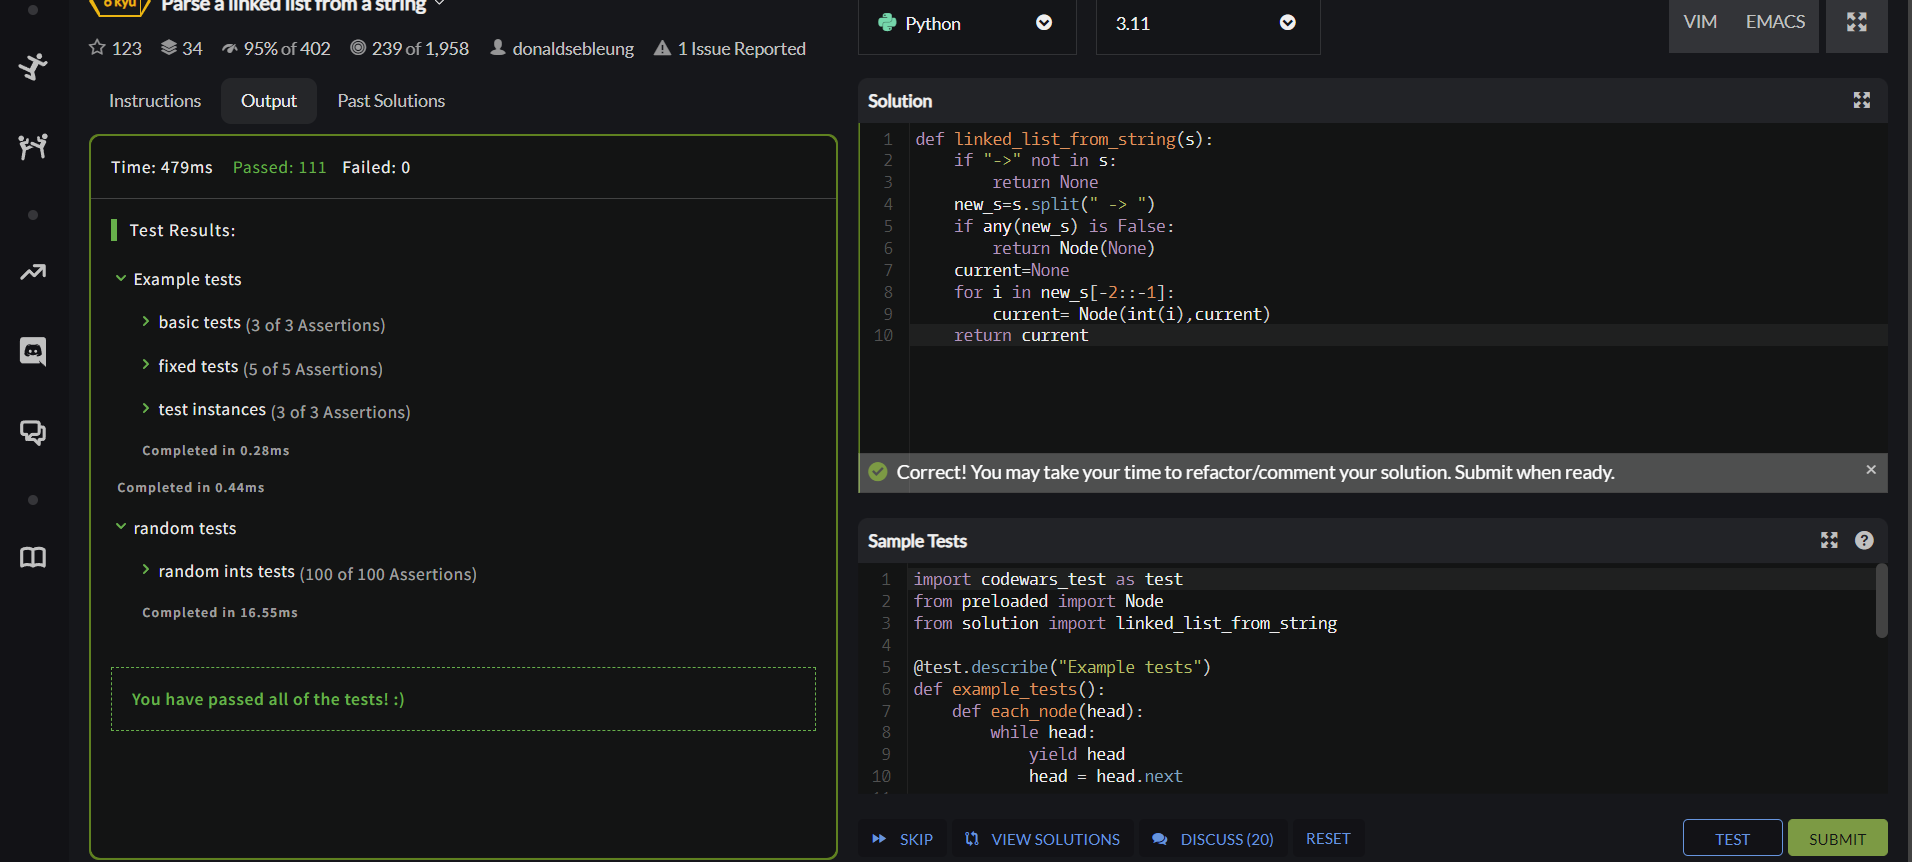 6 kyu
Parse a linked list from a string
123 34 95% of 402 239 of 1,958 donaldsebleung 1 Issue Reported
Instructions Output Past Solutions
Time: 479ms Passed: 111 Failed: 0
Test Results:
Example tests
basic tests (3 of 3 Assertions)
fixed tests (5 of 5 Assertions)
test instances (3 of 3 Assertions)
Completed in 0.28ms
Completed in 0.44ms
random tests
random ints tests (100 of 100 Assertions)
Completed in 16.55ms
You have passed all of the tests! :)
Python 3.11 VIM EMACS
Solution
1 def linked_list_from_string(s):
2     if "->" not in s:
3         return None
4     new_s=s.split(" -> ")
5     if any(new_s) is False:
6         return Node(None)
7     current=None
8     for i in new_s[-2::-1]:
9         current= Node(int(i),current)
10     return current
Correct! You may take your time to refactor/comment your solution. Submit when ready. ×
Sample Tests
1 import codewars_test as test
2 from preloaded import Node
3 from solution import linked_list_from_string
4
5 @test.describe("Example tests")
6 def example_tests():
7     def each_node(head):
8         while head:
9             yield head
10             head = head.next
SKIP VIEW SOLUTIONS DISCUSS (20) RESET TEST SUBMIT